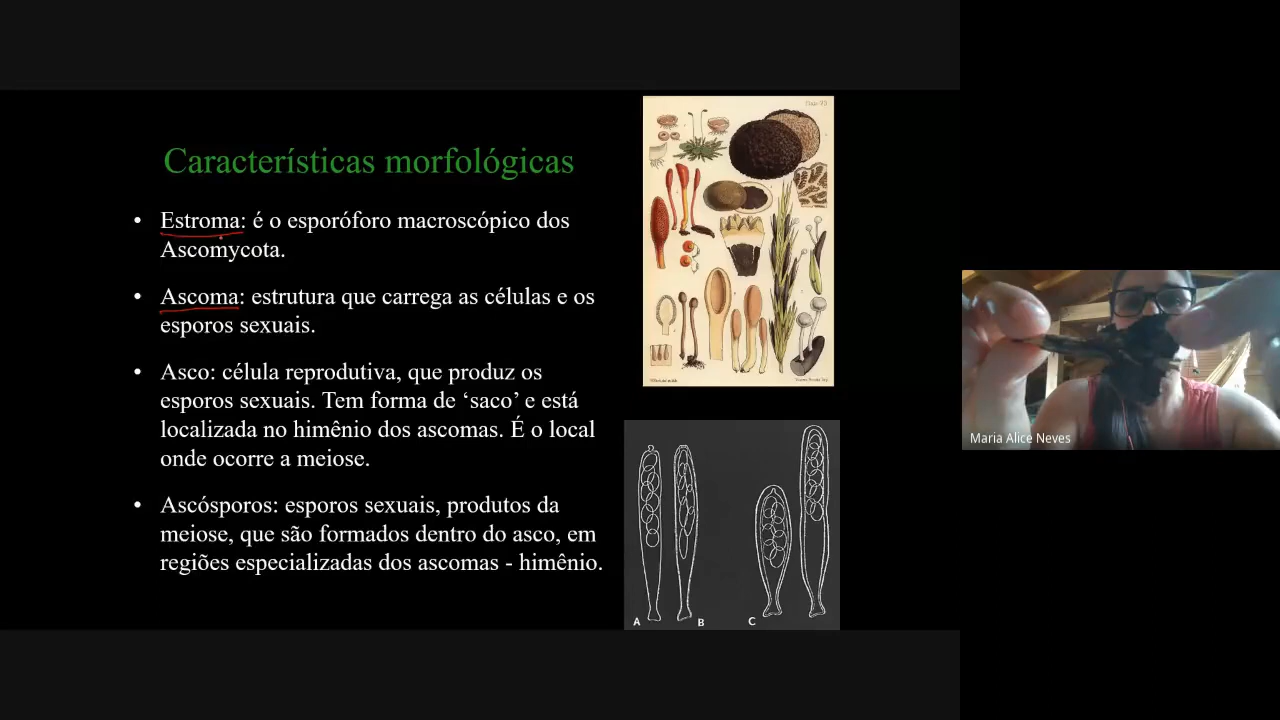 Características morfológicas
• Estroma: é o esporóforo macroscópico dos
Ascomycota.
• Ascoma: estrutura que carrega as células e os
esporos sexuais.
• Asco: célula reprodutiva, que produz os
esporos sexuais. Tem forma de ‘saco’ e está
localizada no himênio dos ascomas. É o local
onde ocorre a meiose.
• Ascósporos: esporos sexuais, produtos da
meiose, que são formados dentro do asco, em
regiões especializadas dos ascomas - himênio.
A
B
C
Maria Alice Neves